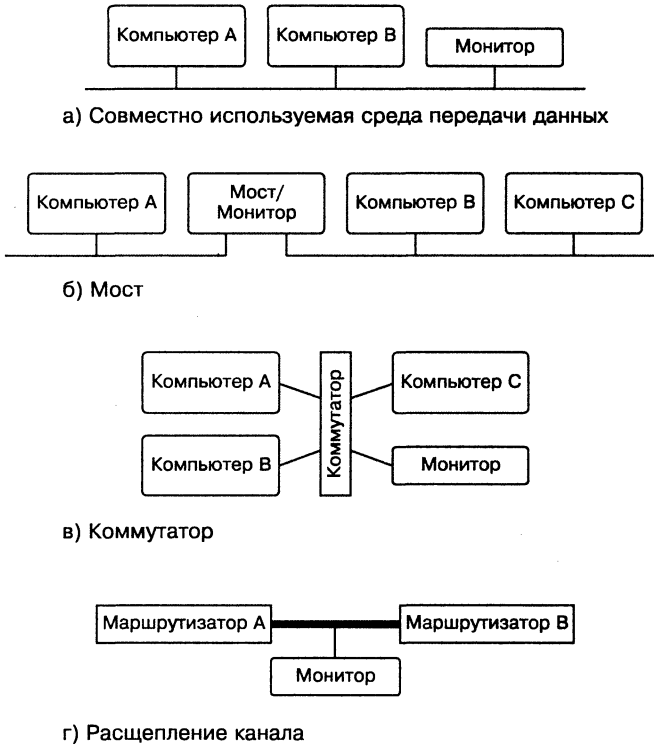 Компьютер А
Компьютер В
Монитор
а) Совместно используемая среда передачи данных
Компьютер А
Мост/
Монитор
Компьютер В
Компьютер С
б) Мост
Компьютер А
Компьютер С
Коммутатор
Компьютер В
Монитор
в) Коммутатор
Маршрутизатор А
Маршрутизатор В
Монитор
г) Расщепление канала